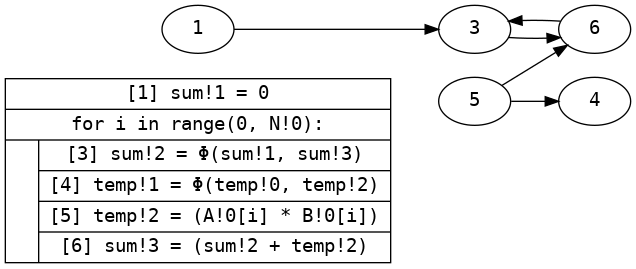 1
3
6
5
4
[1] sum!1 = 0
for i in range(0, N!0):
[3] sum!2 = Φ(sum!1, sum!3)
[4] temp!1 = Φ(temp!0, temp!2)
[5] temp!2 = (A!0[i] * B!0[i])
[6] sum!3 = (sum!2 + temp!2)